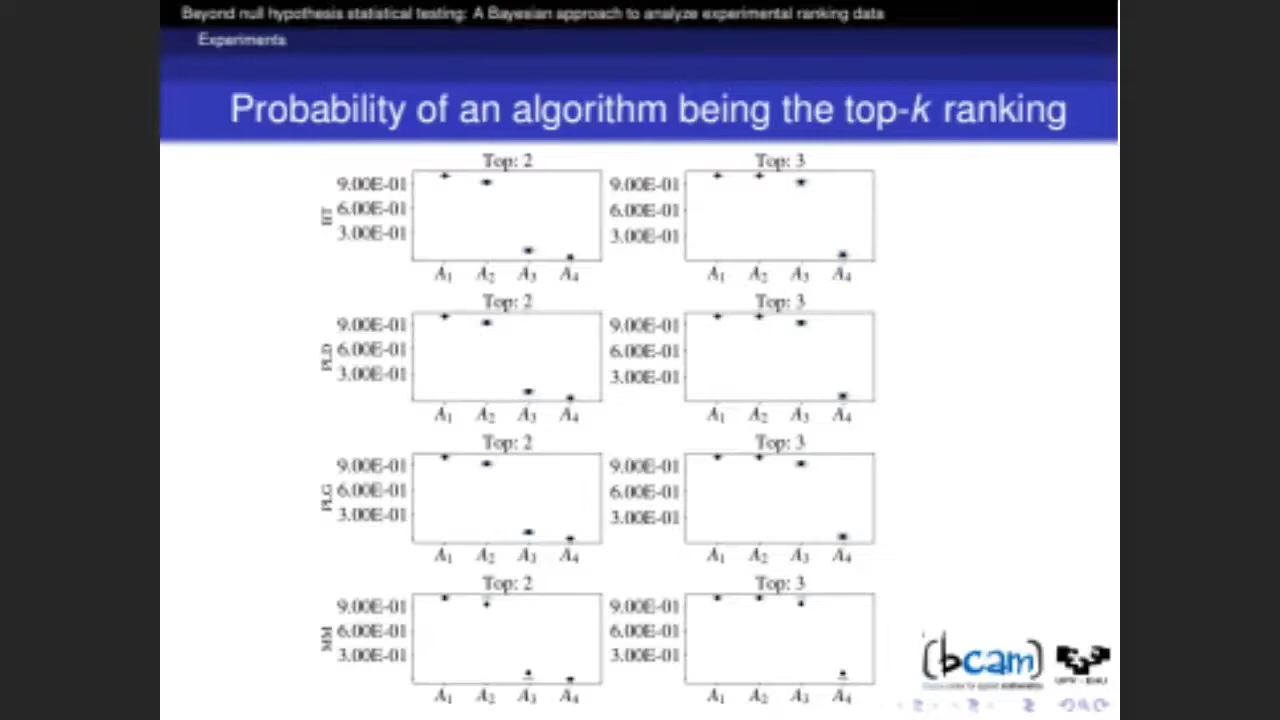 Beyond null hypothesis statistical testing: A Bayesian approach to analyze experimental ranking data
Experiments
Probability of an algorithm being the top-k ranking
Top: 2 Top: 3
9.00E-01 9.00E-01
6.00E-01 6.00E-01
3.00E-01 3.00E-01
A1 A2 A3 A4 A1 A2 A3 A4
Top: 2 Top: 3
PLD
9.00E-01 9.00E-01
6.00E-01 6.00E-01
3.00E-01 3.00E-01
A1 A2 A3 A4 A1 A2 A3 A4
Top: 2 Top: 3
PLG
9.00E-01 9.00E-01
6.00E-01 6.00E-01
3.00E-01 3.00E-01
A1 A2 A3 A4 A1 A2 A3 A4
Top: 2 Top: 3
MM
9.00E-01 9.00E-01
6.00E-01 6.00E-01
3.00E-01 3.00E-01
A1 A2 A3 A4 A1 A2 A3 A4
(bcam)